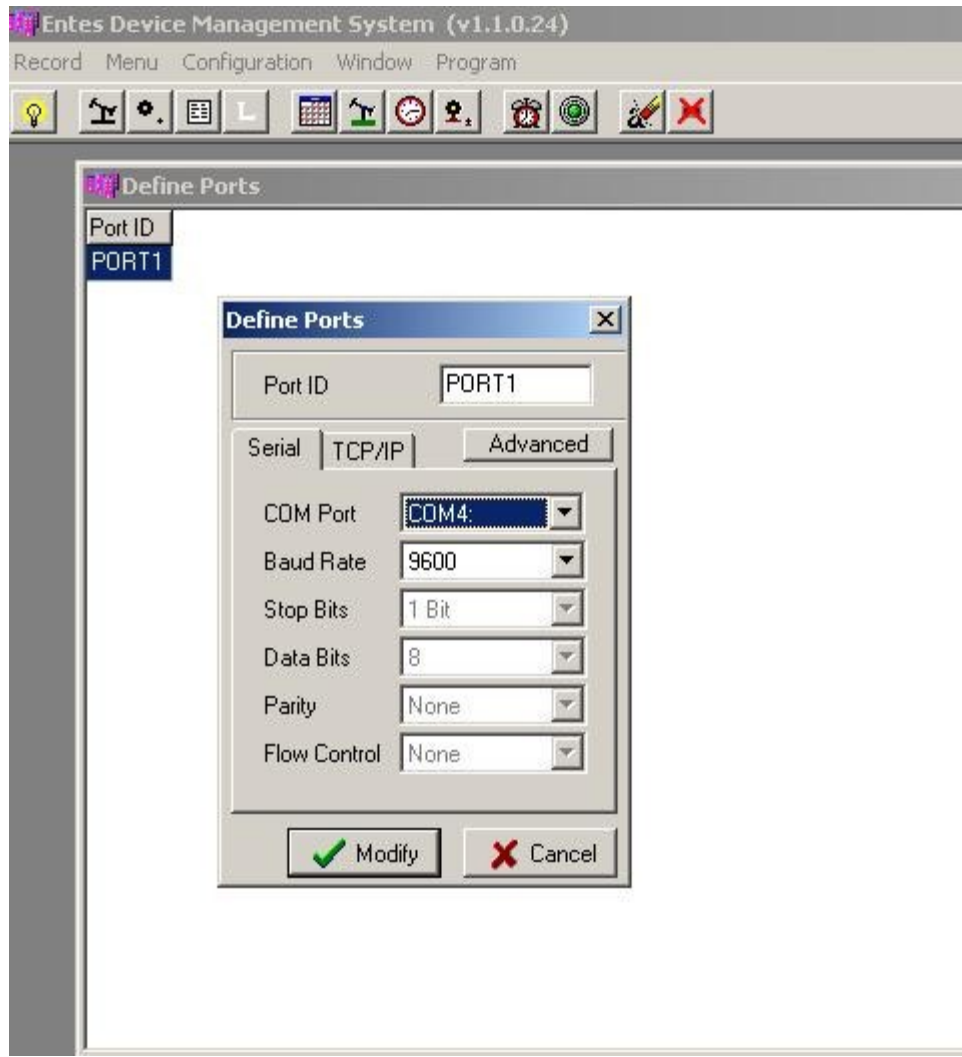 Entes Device Management System (v1.1.0.24)
Record Menu Configuration Window Program
L
Define Ports
Port ID
PORT1
Define Ports
Port ID PORT1
Serial TCP/IP Advanced
COM Port COM4:
Baud Rate 9600
Stop Bits 1 Bit
Data Bits 8
Parity None
Flow Control None
Modify Cancel